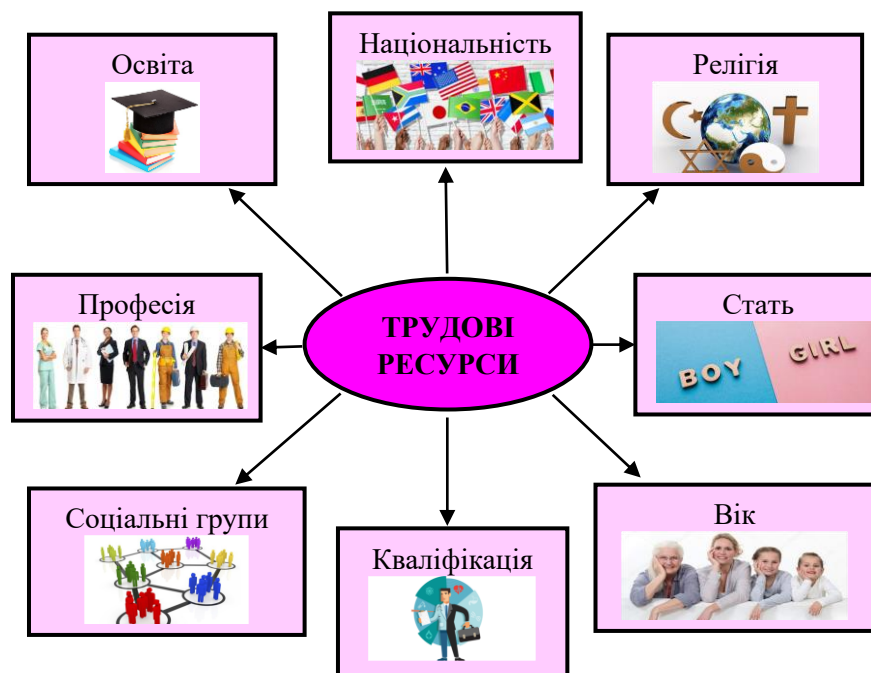 Освіта
Національність
Релігія
Професія
ТРУДОВІ
РЕСУРСИ
Стать
BOY
GIRL
Соціальні групи
Кваліфікація
Вік